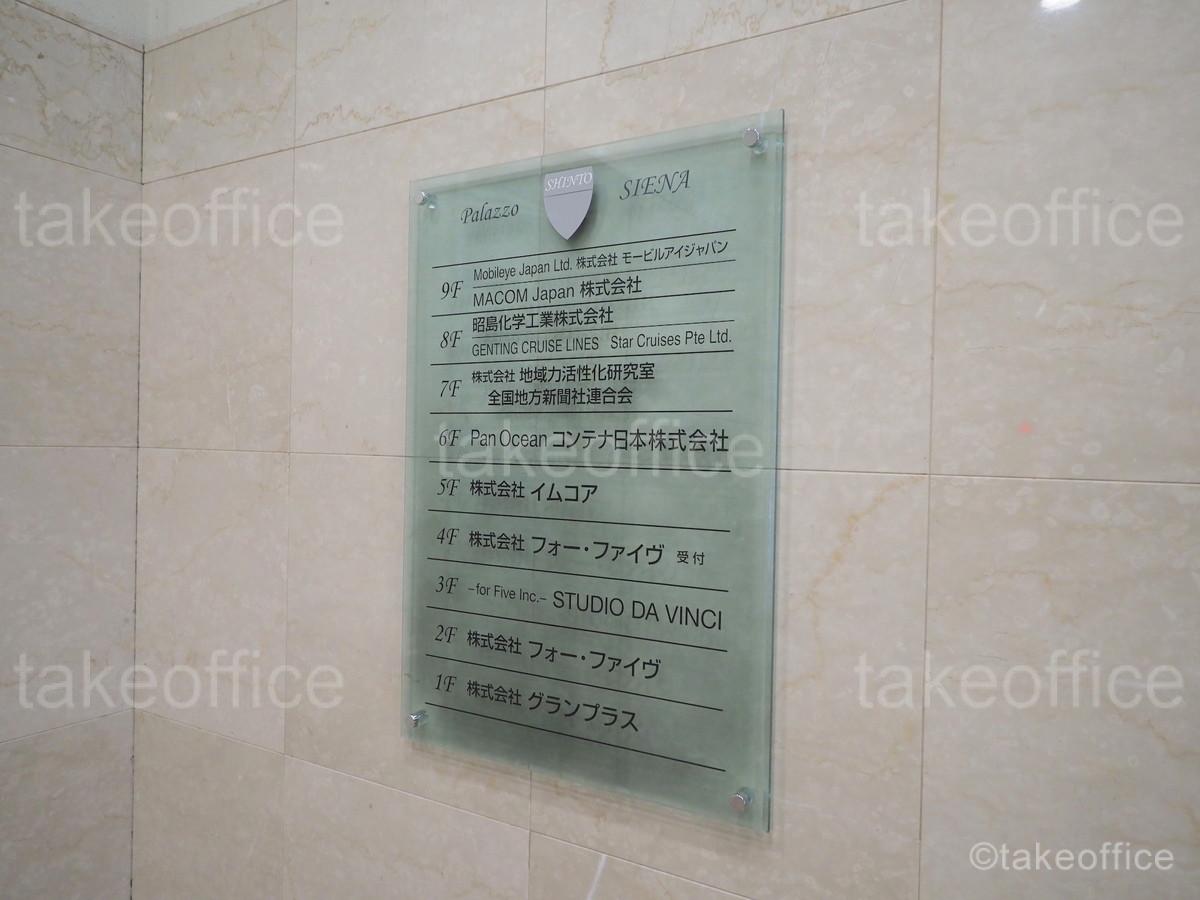 Palazzo SHINTO SIENA
9F Mobileye Japan Ltd. 株式会社 モービルアイジャパン
MACOM Japan 株式会社
8F 昭島化学工業株式会社
GENTING CRUISE LINES Star Cruises Pte Ltd.
7F 株式会社 地域力活性化研究室
全国地方新聞社連合会
6F Pan Ocean コンテナ日本株式会社
5F 株式会社 イムコア
4F 株式会社 フォー・ファイヴ 受付
3F –for Five Inc.– STUDIO DA VINCI
2F 株式会社 フォー・ファイヴ
1F 株式会社 グランプラス
takeoffice
takeoffice
takeoffice
takeoffice
takeoffice
©takeoffice